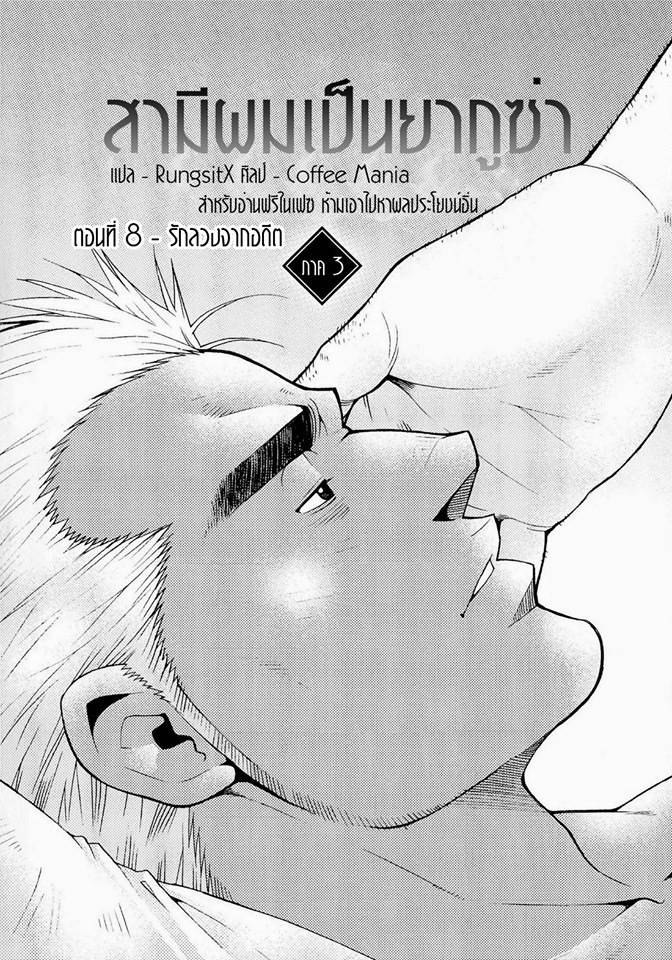 สามีผมเป็นยากูซ่า
แปล - RungsitX ศิลป - Coffee Mania
สำหรับอ่านฟรีในเฟซ ห้ามเอาไปหาผลประโยชน์อื่น
ตอนที่ 8 - รักลวงจากอดีต
ภาค 3